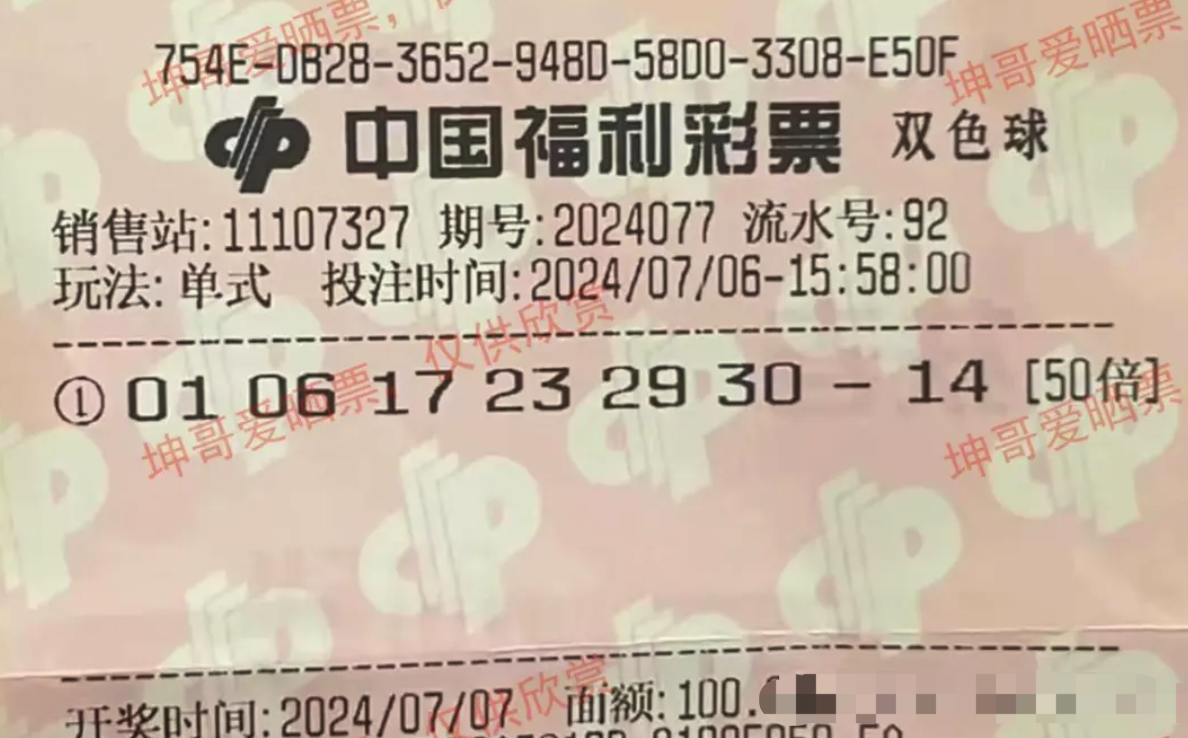 754E-DB28-3652-948D-58D0-3308-E50F
中国福利彩票 双色球
销售站:11107327 期号:2024077 流水号:92
玩法:单式 投注时间:2024/07/06-15:58:00
① 01 06 17 23 29 30 - 14 [50倍]
开奖时间:2024/07/07 面额:100.
坤哥爱晒票,
坤哥爱晒票
仅供欣赏
坤哥爱晒票,
坤哥爱晒票
仅供欣赏